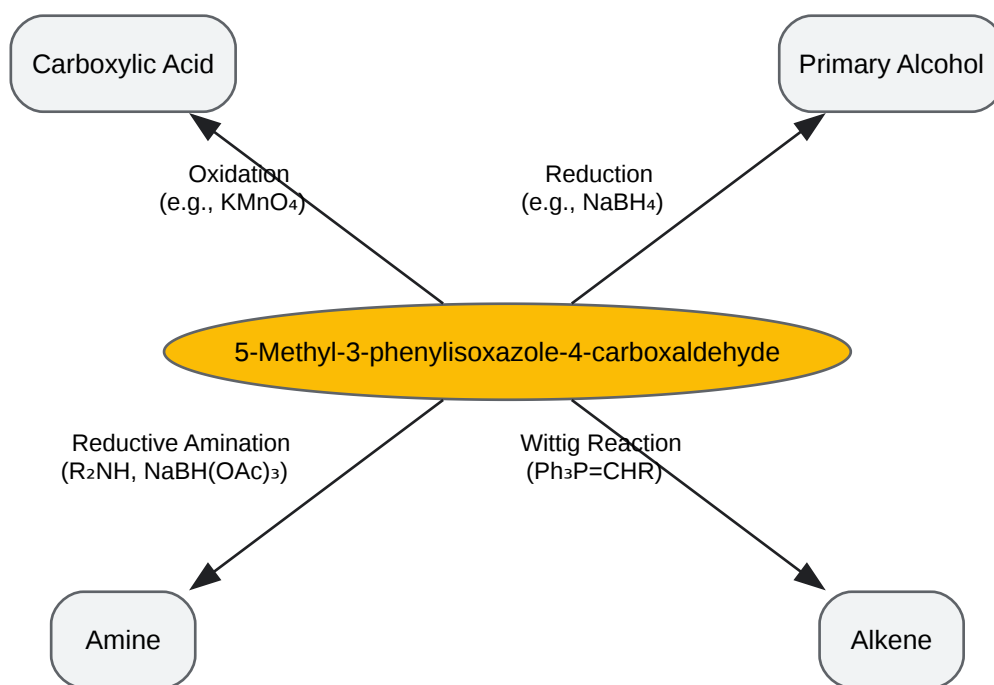 Carboxylic Acid
Primary Alcohol
Oxidation
(e.g., KMnO₄)
Reduction
(e.g., NaBH₄)
5-Methyl-3-phenylisoxazole-4-carboxaldehyde
Reductive Amination
(R₂NH, NaBH(OAc)₃)
Wittig Reaction
(Ph₃P=CHR)
Amine
Alkene